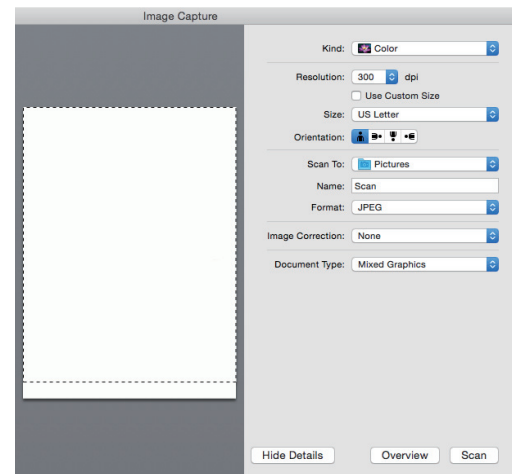 Image Capture
Kind: Color
Resolution: 300 dpi
Use Custom Size
Size: US Letter
Orientation:
Scan To: Pictures
Name: Scan
Format: JPEG
Image Correction: None
Document Type: Mixed Graphics
Hide Details Overview Scan